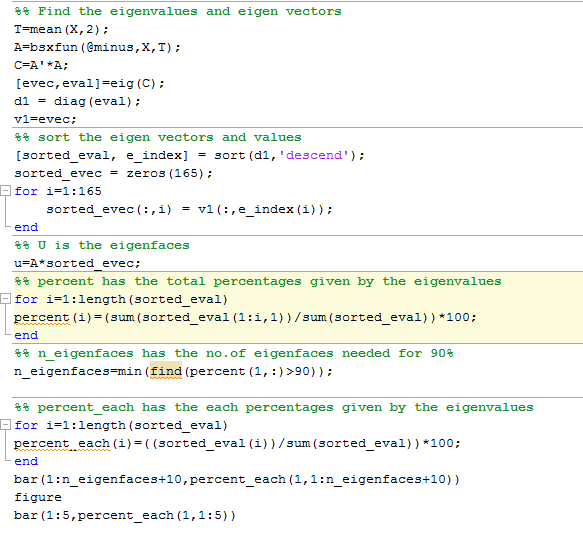 %% Find the eigenvalues and eigen vectors
T=mean(X,2);
A=bsxfun(@minus,X,T);
C=A'*A;
[evec,eval]=eig(C);
d1 = diag(eval);
v1=evec;
%% sort the eigen vectors and values
[sorted_eval, e_index] = sort(d1,'descend');
sorted_evec = zeros(165);
for i=1:165
    sorted_evec(:,i) = v1(:,e_index(i));
end
%% U is the eigenfaces
u=A*sorted_evec;
%% percent has the total percentages given by the eigenvalues
for i=1:length(sorted_eval)
percent(i)=(sum(sorted_eval(1:i,1))/sum(sorted_eval))*100;
end
%% n_eigenfaces has the no.of eigenfaces needed for 90%
n_eigenfaces=min(find(percent(1,:)>90));
%% percent_each has the each percentages given by the eigenvalues
for i=1:length(sorted_eval)
percent_each(i)=((sorted_eval(i))/sum(sorted_eval))*100;
end
bar(1:n_eigenfaces+10,percent_each(1,1:n_eigenfaces+10))
figure
bar(1:5,percent_each(1,1:5))